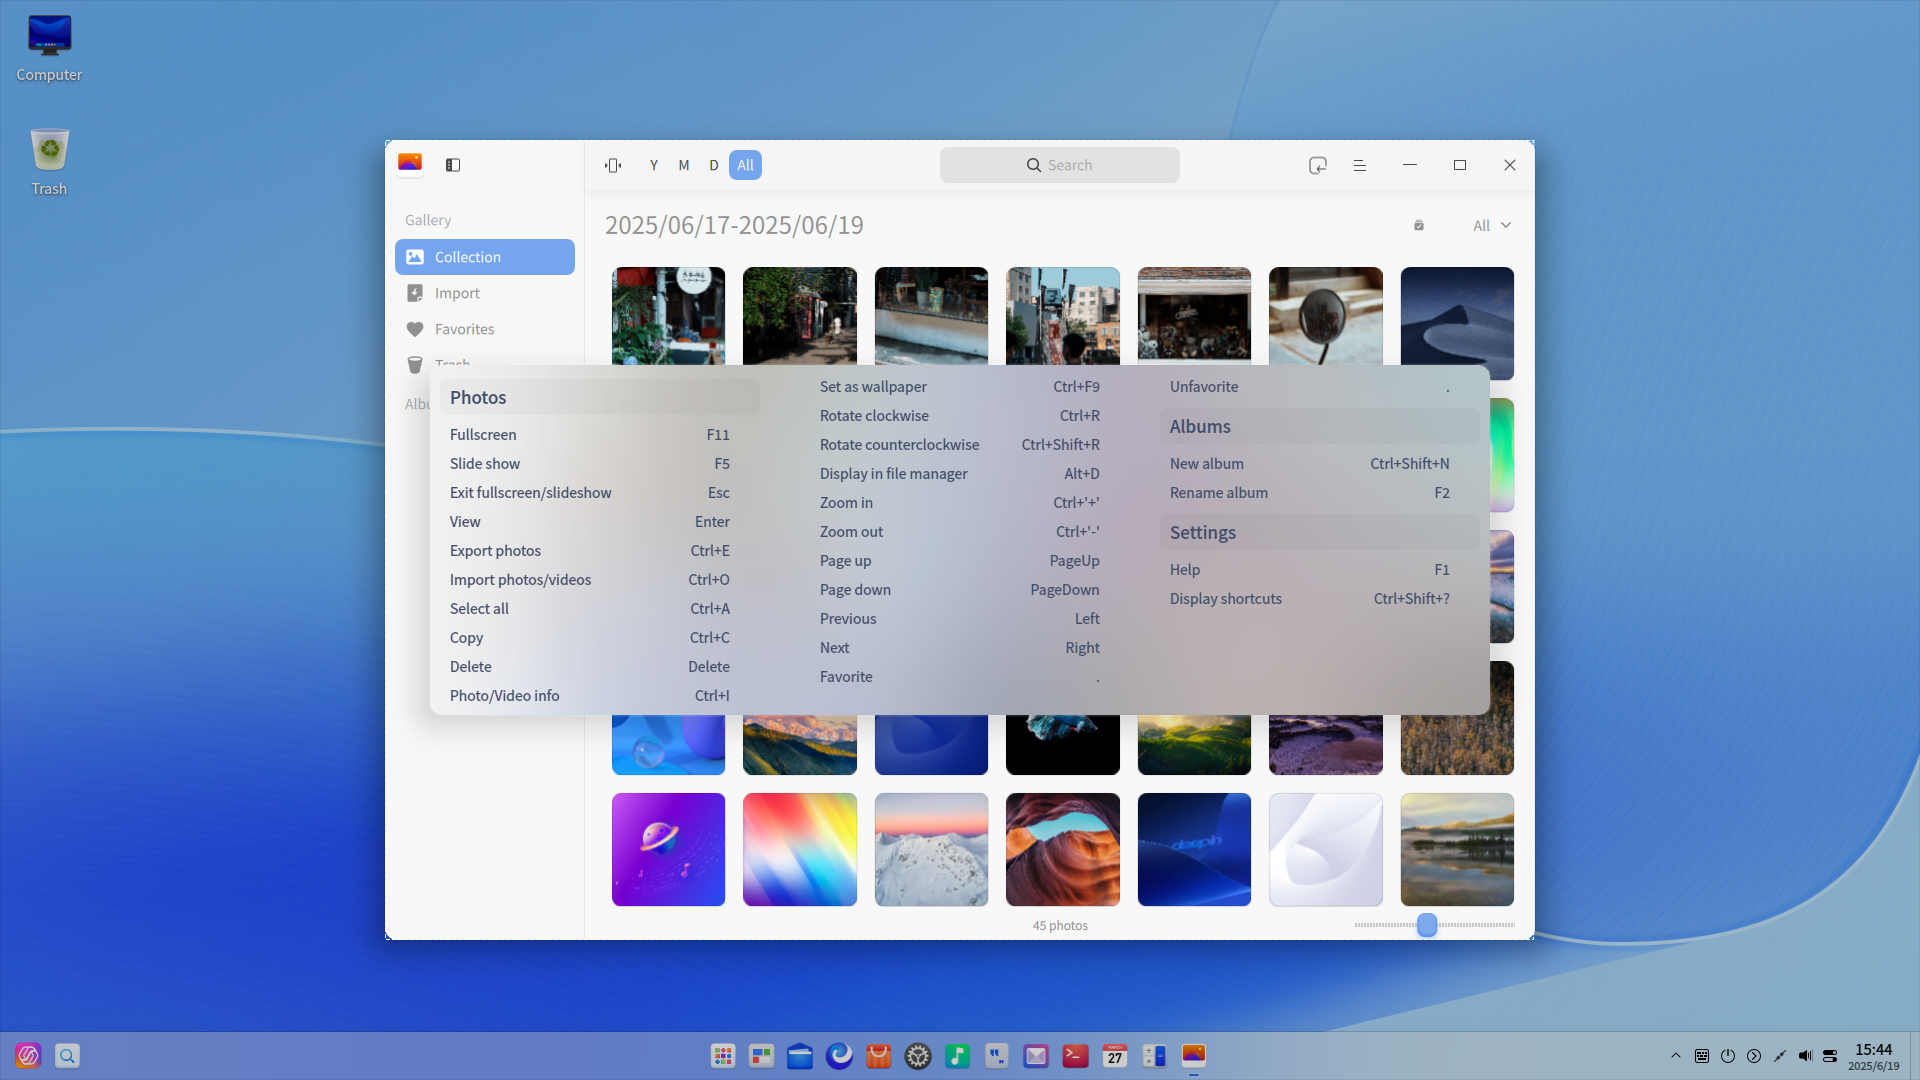 Computer
Trash
Y M D All
Search
Gallery
Collection
Import
Favorites
Trash
2025/06/17-2025/06/19
All
Photos
Fullscreen F11
Slide show F5
Exit fullscreen/slideshow Esc
View Enter
Export photos Ctrl+E
Import photos/videos Ctrl+O
Select all Ctrl+A
Copy Ctrl+C
Delete Delete
Photo/Video info Ctrl+I
Set as wallpaper Ctrl+F9
Rotate clockwise Ctrl+R
Rotate counterclockwise Ctrl+Shift+R
Display in file manager Alt+D
Zoom in Ctrl+'+'
Zoom out Ctrl+'-'
Page up PageUp
Page down PageDown
Previous Left
Next Right
Favorite .
Unfavorite .
Albums
New album Ctrl+Shift+N
Rename album F2
Settings
Help F1
Display shortcuts Ctrl+Shift+?
deepin
45 photos
MARCH
27
15:44
2025/6/19